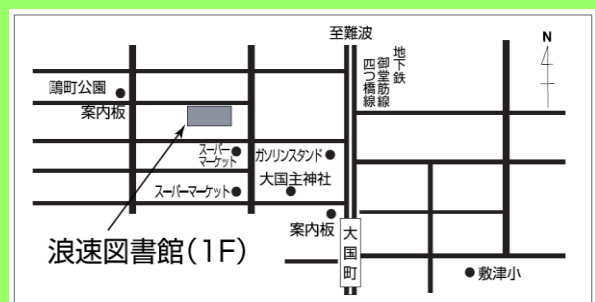 至難波
N
地下鉄
御堂筋線
四つ橋線
鷗町公園
案内板
スーパー
マーケット
ガソリンスタンド
スーパーマーケット
大国主神社
案内板
浪速図書館(1F)
大国町
敷津小